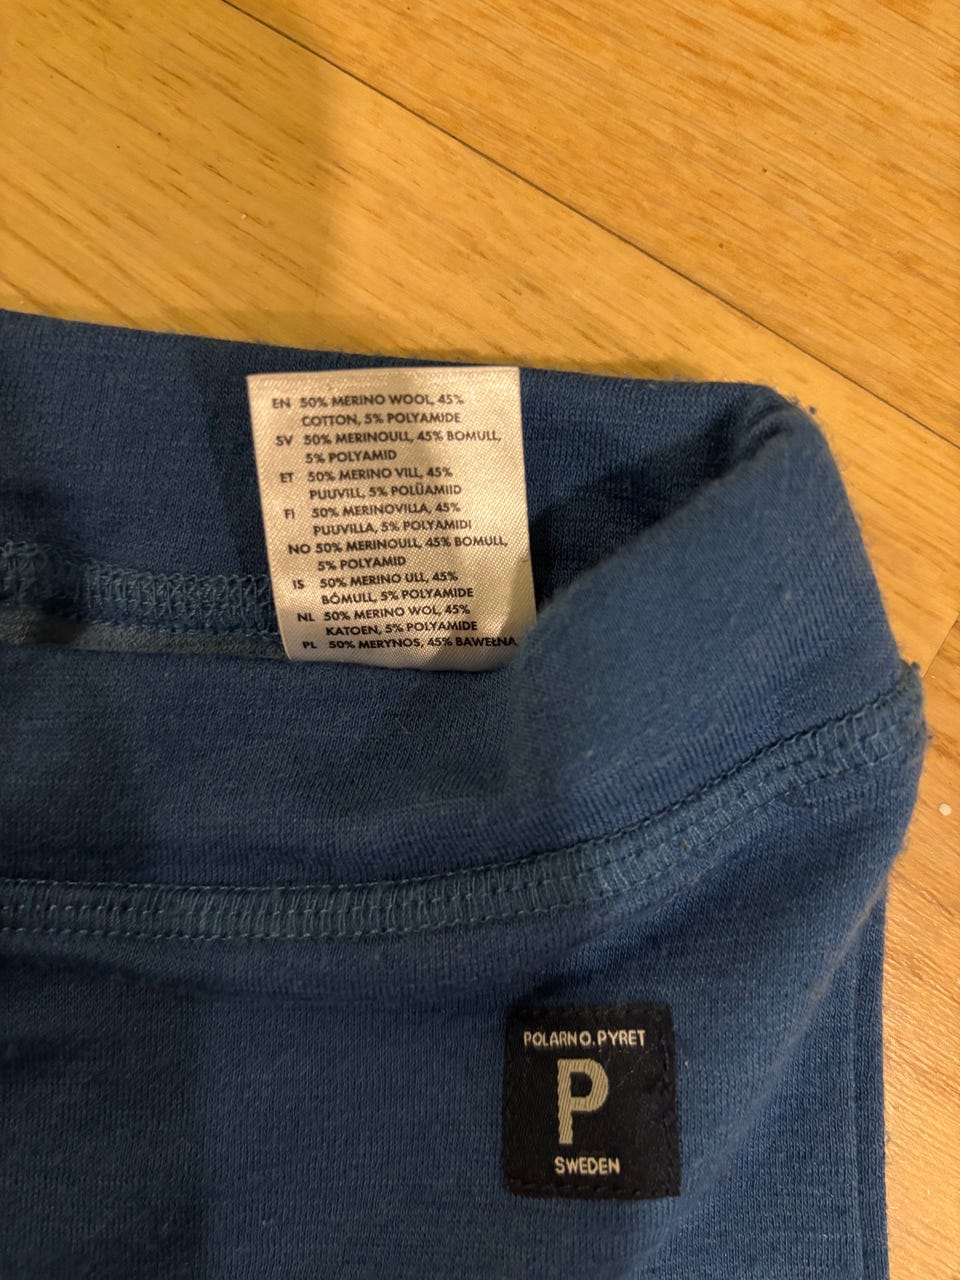 EN 50% MERINO WOOL, 45%
COTTON, 5% POLYAMIDE
SV 50% MERINOULL, 45% BOMULL,
5% POLYAMID
ET 50% MERINO VILL, 45%
PUUVILL, 5% POLÜAMIID
FI 50% MERINOVILLA, 45%
PUUVILLA, 5% POLYAMIDI
NO 50% MERINOULL, 45% BOMULL,
5% POLYAMID
IS 50% MERINO ULL, 45%
BÓMULL, 5% POLYAMIDE
NL 50% MERINO WOL, 45%
KATOEN, 5% POLYAMIDE
PL 50% MERYNOS, 45% BAWEŁNA
POLARN O. PYRET
P
SWEDEN